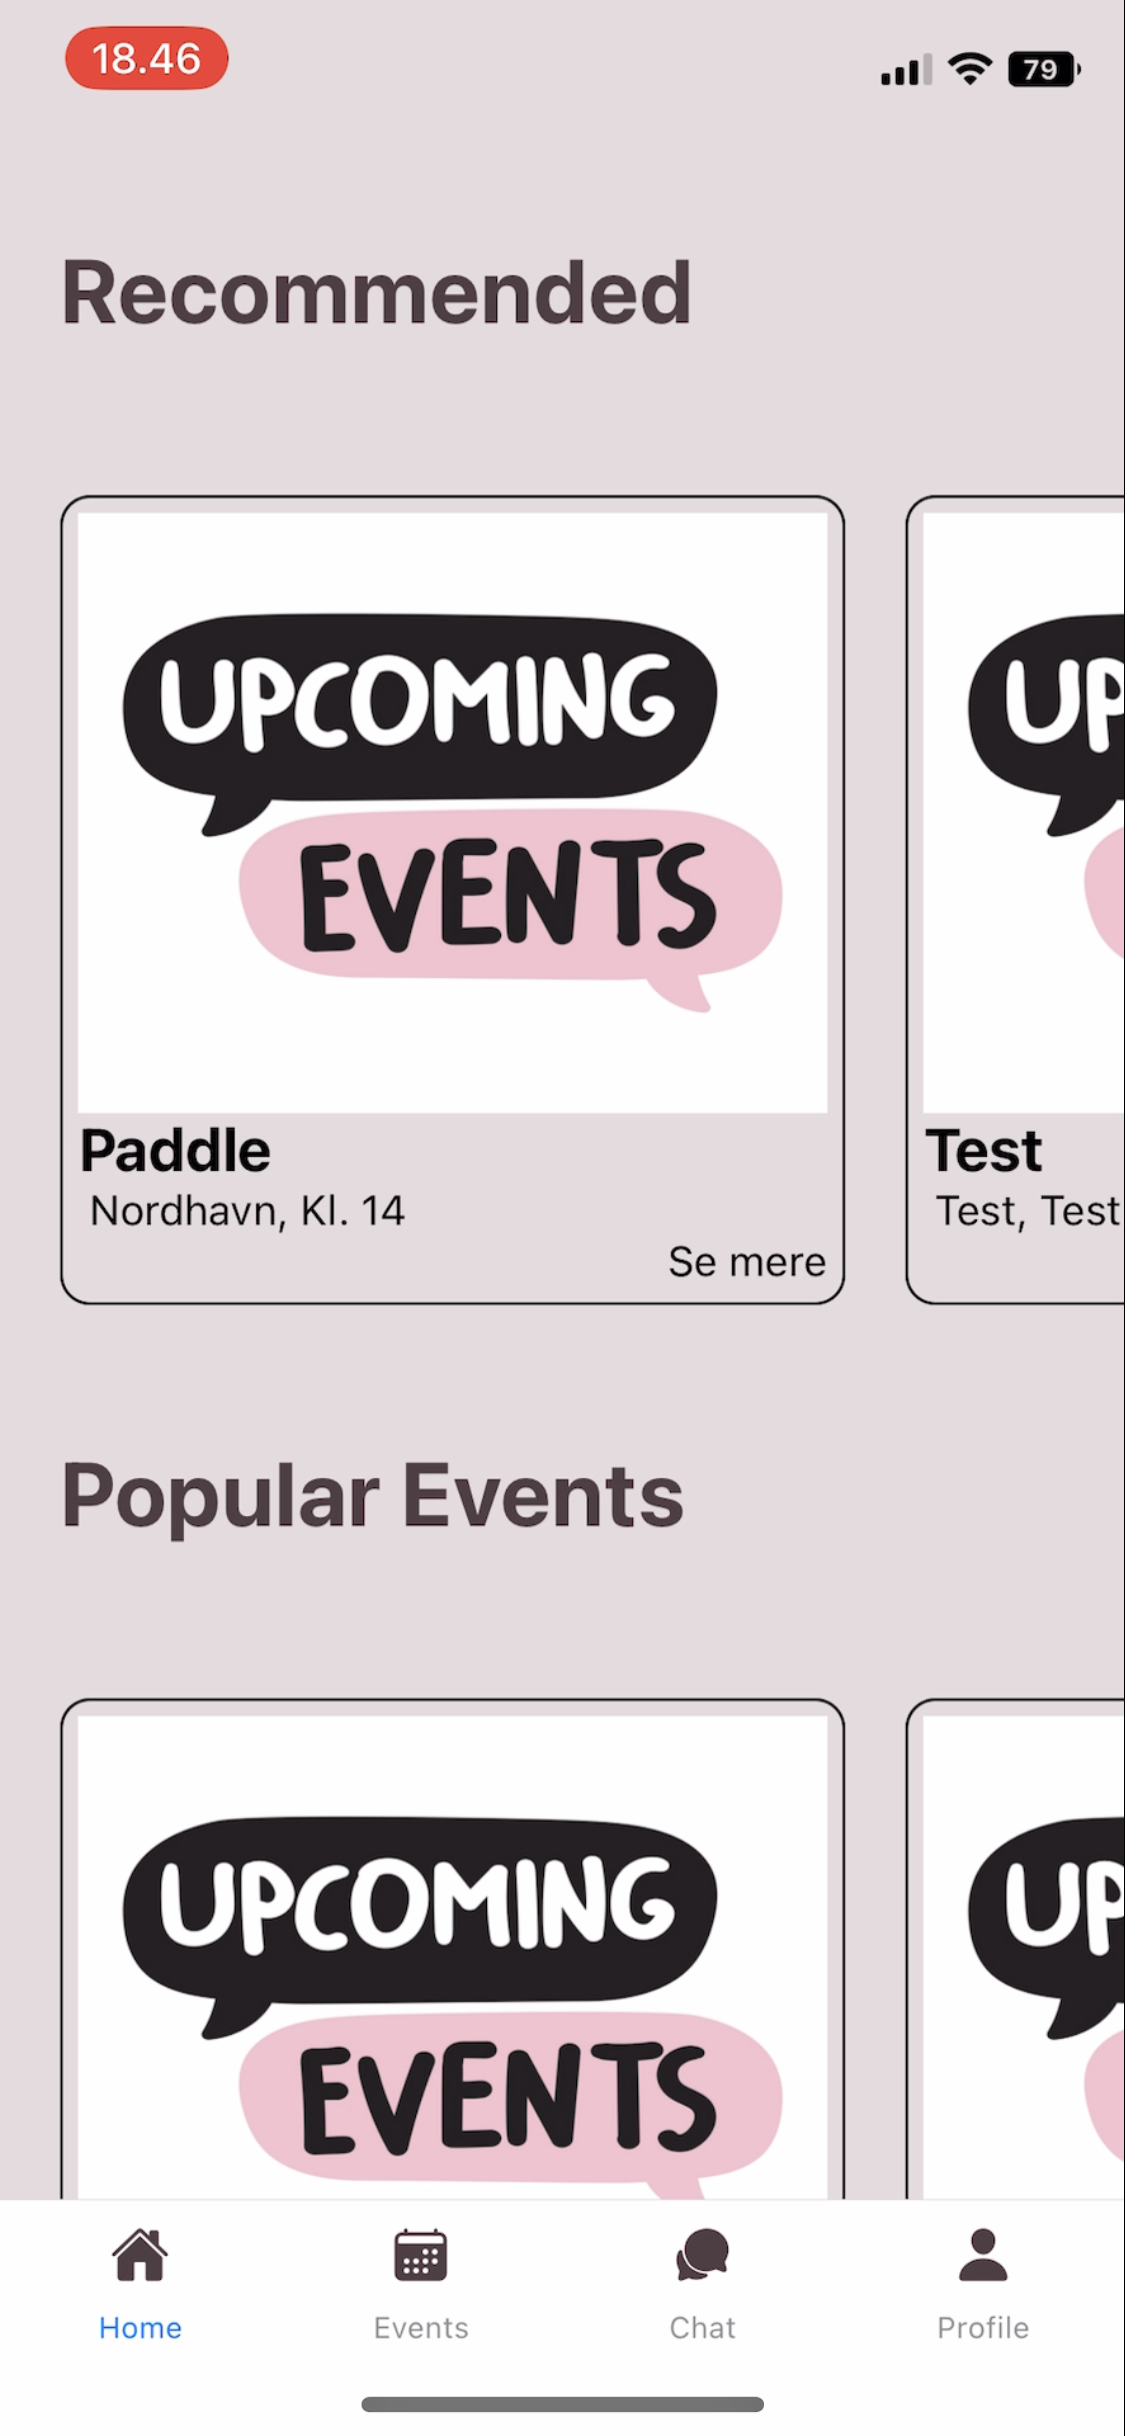 18.46
79
Recommended
UPCOMING
EVENTS
Paddle
Nordhavn, Kl. 14
Se mere
UP
Test
Test, Test
Popular Events
UPCOMING
EVENTS
UP
Home
Events
Chat
Profile